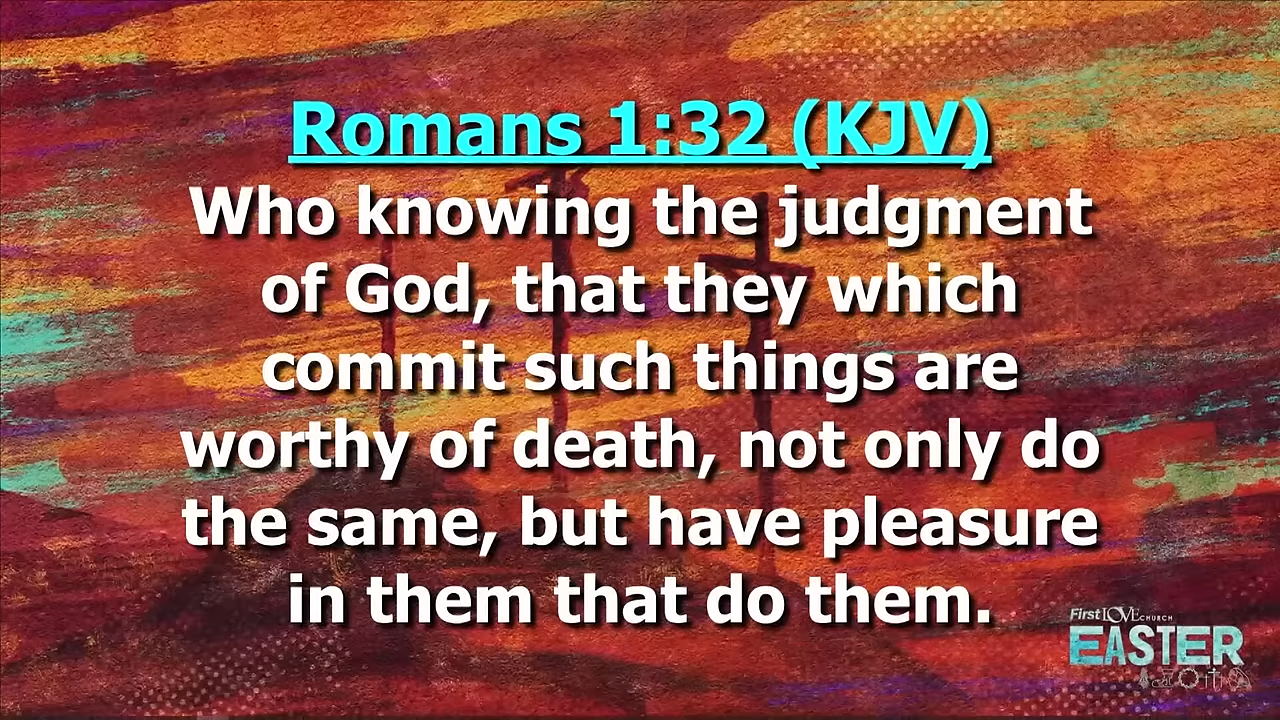 Romans 1:32 (KJV)
Who knowing the judgment
of God, that they which
commit such things are
worthy of death, not only do
the same, but have pleasure
in them that do them.
First LOVE CHURCH
EASTER